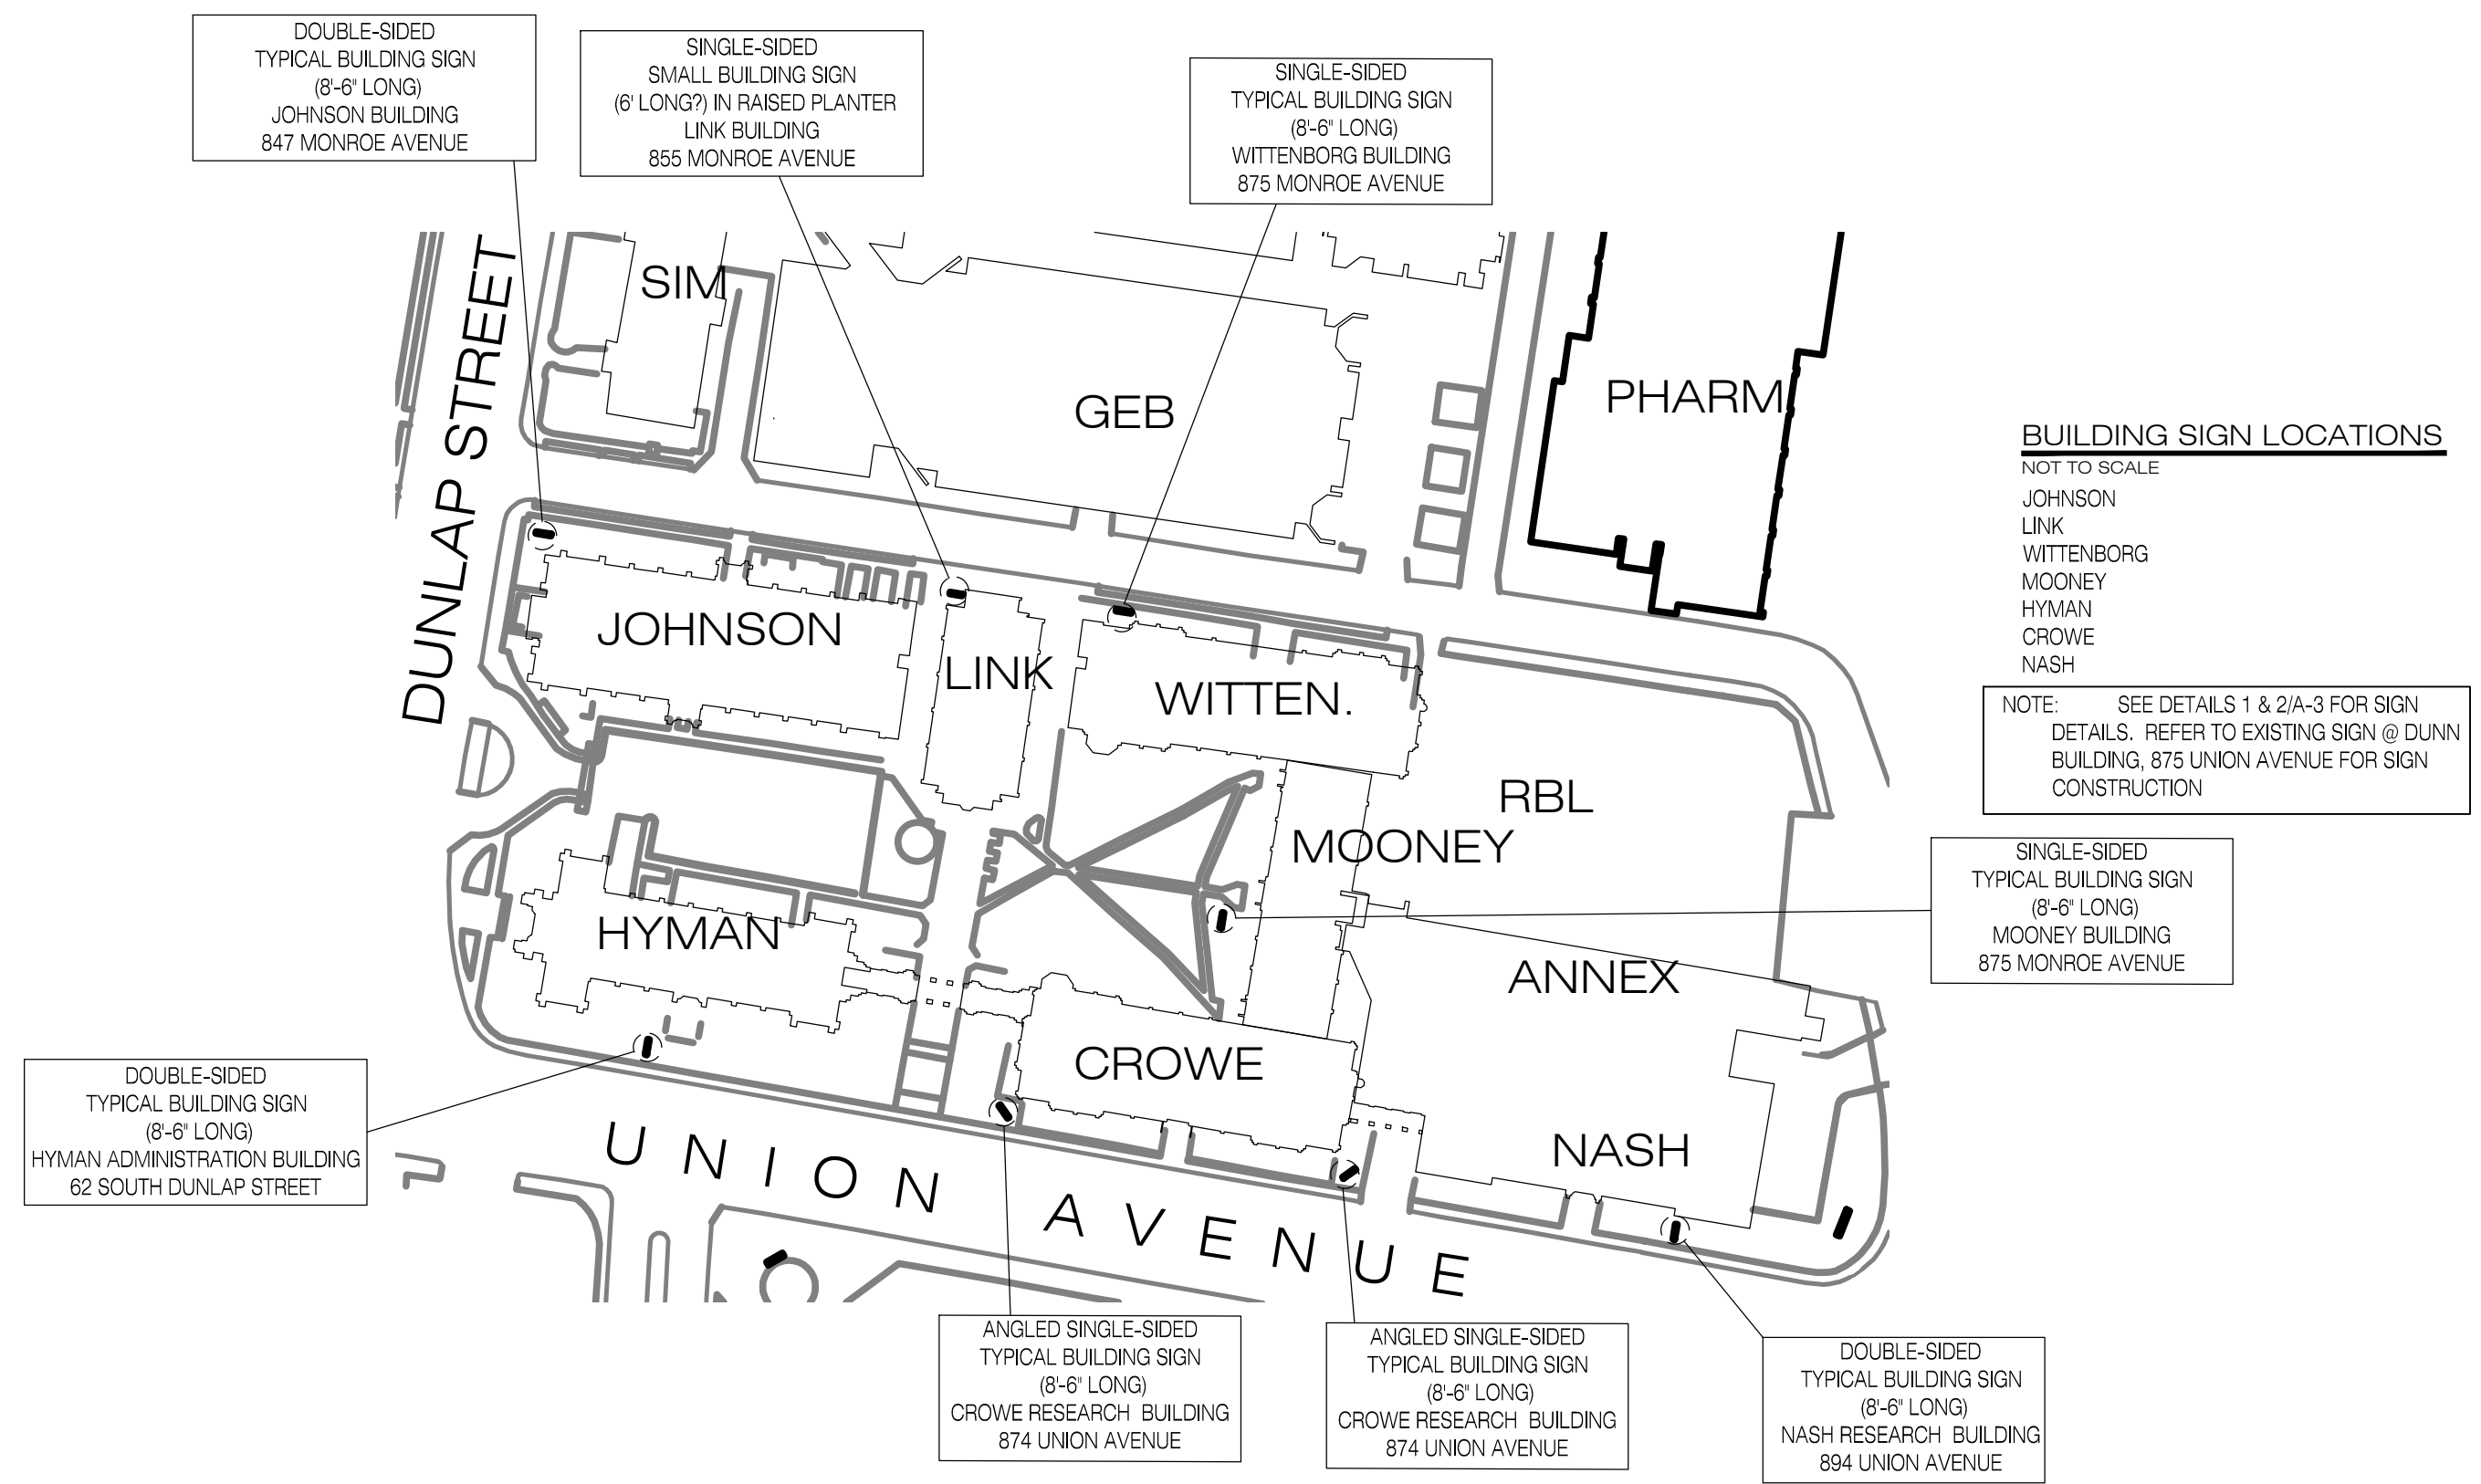 DOUBLE-SIDED
TYPICAL BUILDING SIGN
(8'-6" LONG)
JOHNSON BUILDING
847 MONROE AVENUE
SINGLE-SIDED
SMALL BUILDING SIGN
(6' LONG?) IN RAISED PLANTER
LINK BUILDING
855 MONROE AVENUE
SINGLE-SIDED
TYPICAL BUILDING SIGN
(8'-6" LONG)
WITTENBORG BUILDING
875 MONROE AVENUE
DUNLAP STREET
SIM
GEB
PHARM
JOHNSON
LINK
WITTEN.
RBL
MOONEY
HYMAN
ANNEX
CROWE
NASH
UNION AVENUE
BUILDING SIGN LOCATIONS
NOT TO SCALE
JOHNSON
LINK
WITTENBORG
MOONEY
HYMAN
CROWE
NASH
NOTE: SEE DETAILS 1 & 2/A-3 FOR SIGN
DETAILS. REFER TO EXISTING SIGN @ DUNN
BUILDING, 875 UNION AVENUE FOR SIGN
CONSTRUCTION
SINGLE-SIDED
TYPICAL BUILDING SIGN
(8'-6" LONG)
MOONEY BUILDING
875 MONROE AVENUE
DOUBLE-SIDED
TYPICAL BUILDING SIGN
(8'-6" LONG)
HYMAN ADMINISTRATION BUILDING
62 SOUTH DUNLAP STREET
ANGLED SINGLE-SIDED
TYPICAL BUILDING SIGN
(8'-6" LONG)
CROWE RESEARCH BUILDING
874 UNION AVENUE
ANGLED SINGLE-SIDED
TYPICAL BUILDING SIGN
(8'-6" LONG)
CROWE RESEARCH BUILDING
874 UNION AVENUE
DOUBLE-SIDED
TYPICAL BUILDING SIGN
(8'-6" LONG)
NASH RESEARCH BUILDING
894 UNION AVENUE